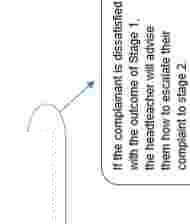 If the complainant is dissatisfied
with the outcome of Stage 1,
the headteacher will advise
them how to escalate their
complaint to stage 2.